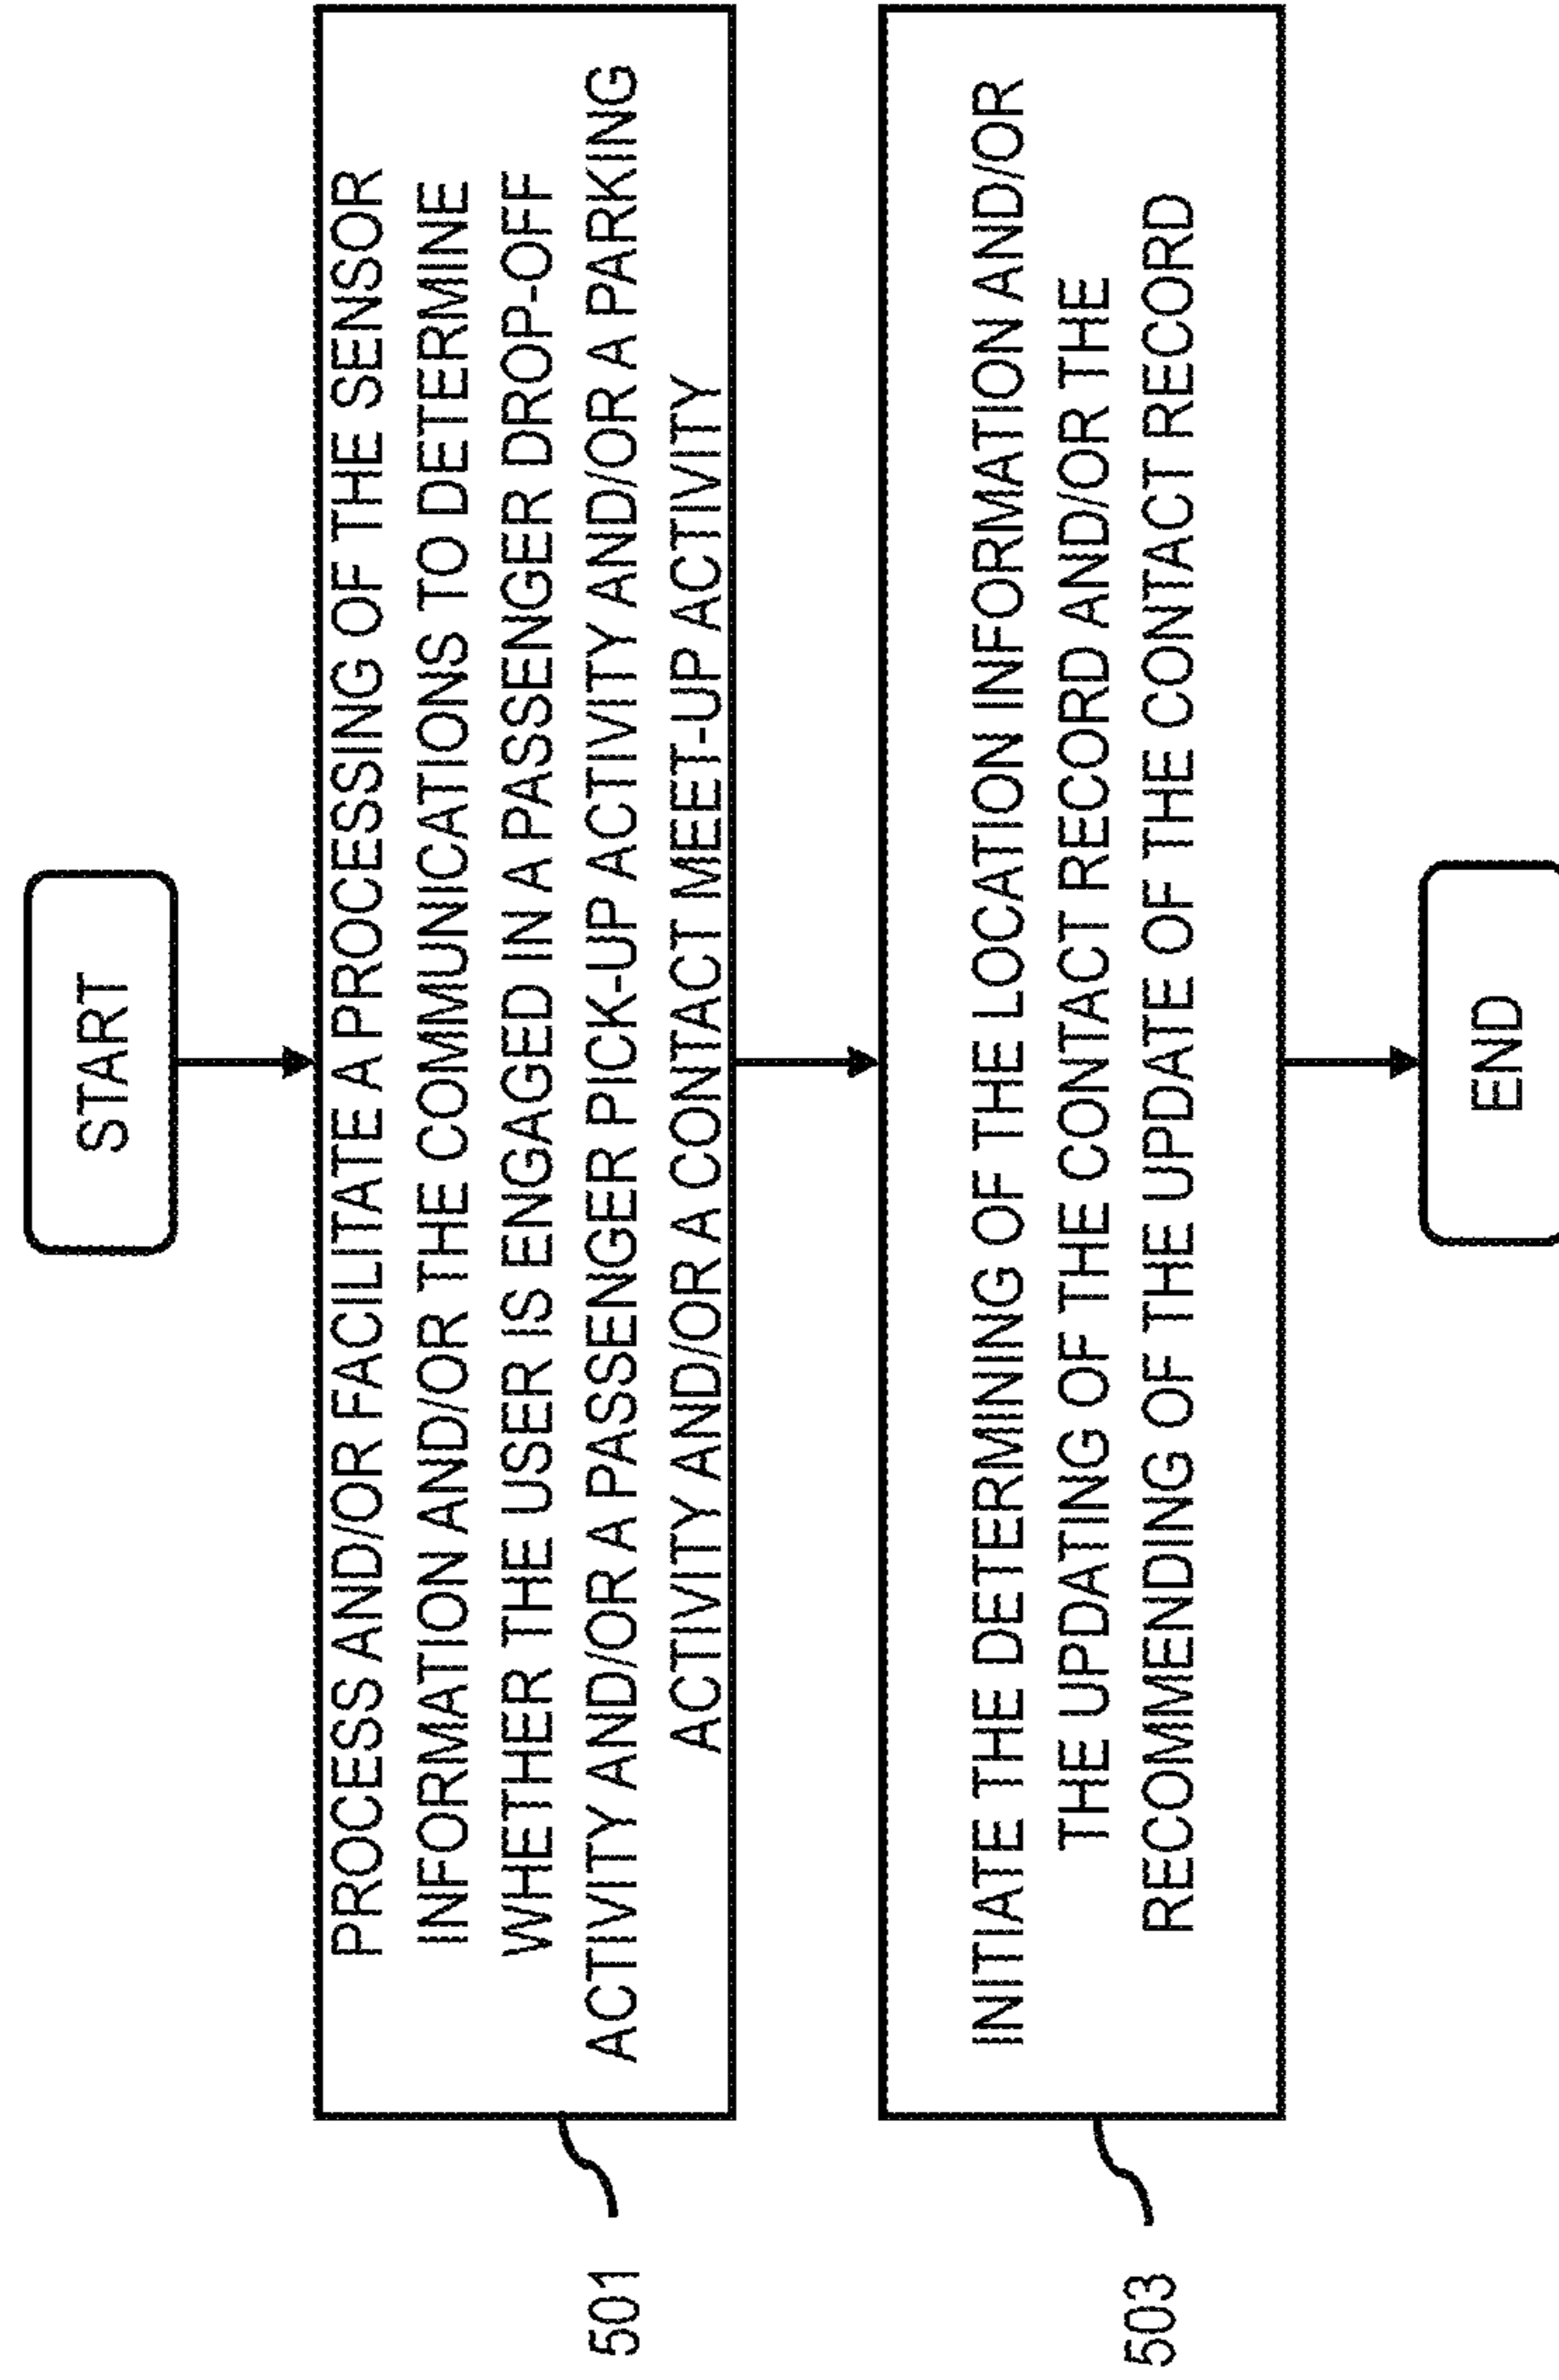 START
PROCESS AND/OR FACILITATE A PROCESSING OF THE SENSOR
INFORMATION AND/OR THE COMMUNICATIONS TO DETERMINE
WHETHER THE USER IS ENGAGED IN A PASSENGER DROP-OFF
ACTIVITY AND/OR A PASSENGER PICK-UP ACTIVITY AND/OR A PARKING
ACTIVITY AND/OR A CONTACT MEET-UP ACTIVITY
501
INITIATE THE DETERMINING OF THE LOCATION INFORMATION AND/OR
THE UPDATING OF THE CONTACT RECORD AND/OR THE
RECOMMENDING OF THE UPDATE OF THE CONTACT RECORD
503
END